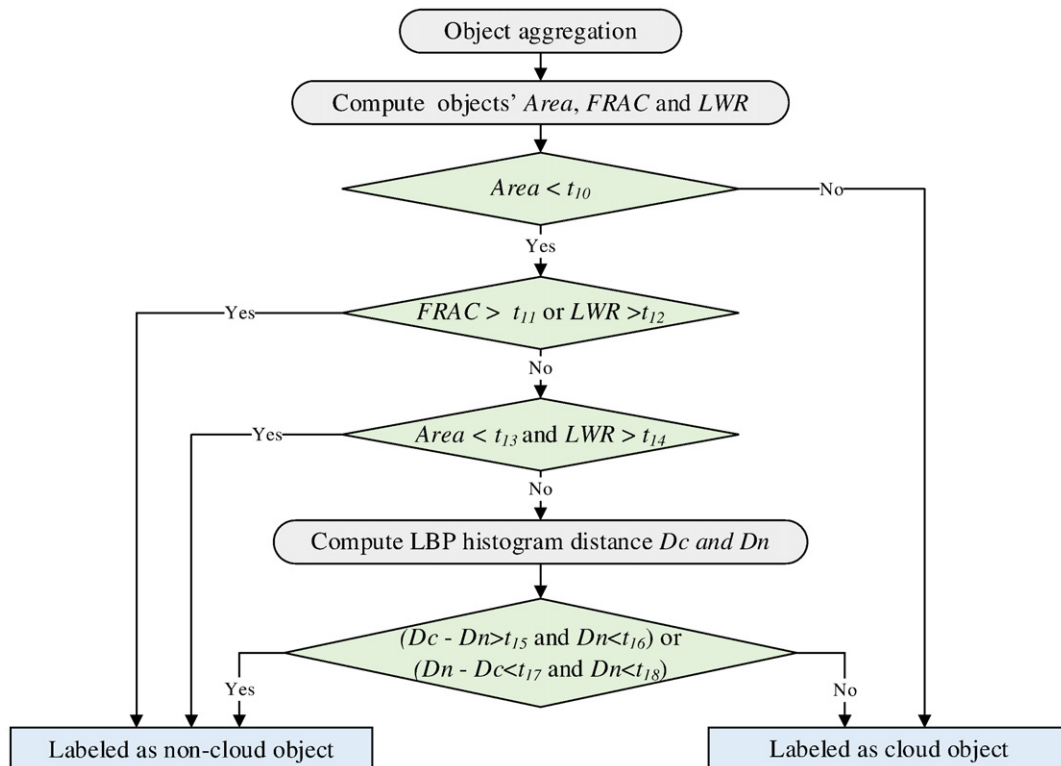 Object aggregation
Compute objects' Area, FRAC and LWR
Area < t10
No
Yes
FRAC > t11 or LWR >t12
Yes
No
Area < t13 and LWR > t14
Yes
No
Compute LBP histogram distance Dc and Dn
(Dc - Dn>t15 and Dn<t16) or
(Dn - Dc<t17 and Dn<t18)
Yes
No
Labeled as non-cloud object
Labeled as cloud object